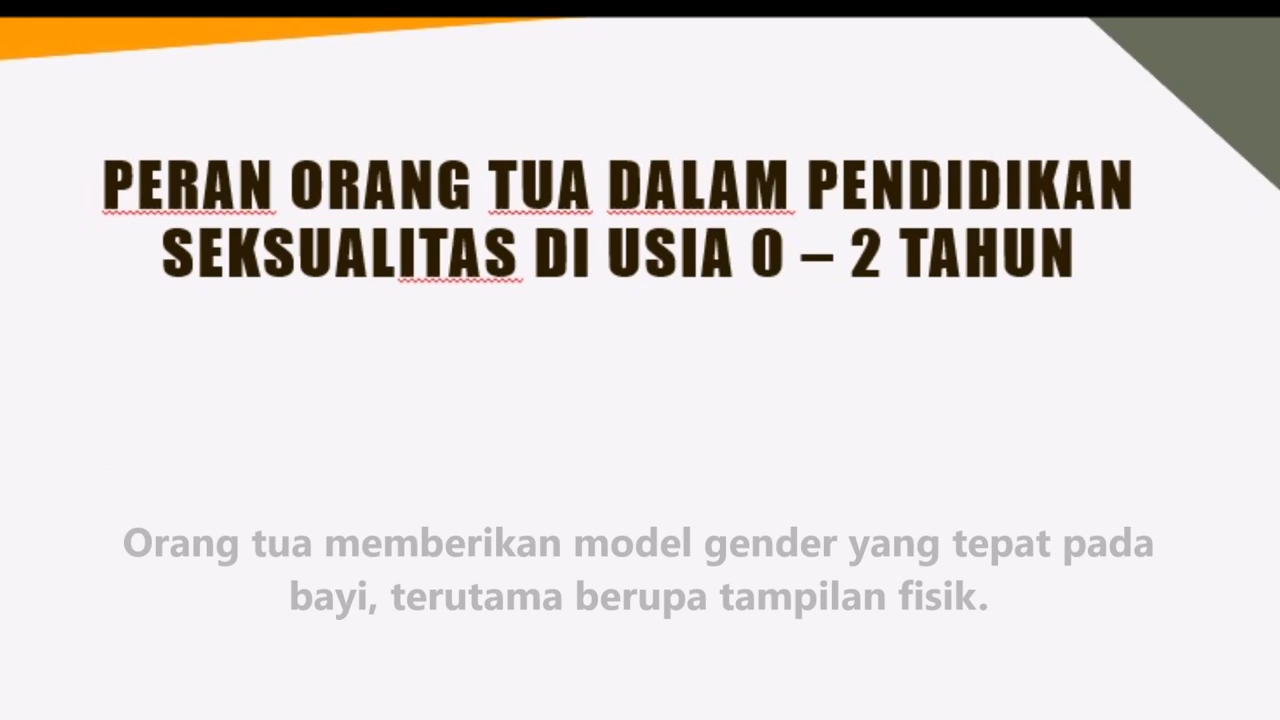 PERAN ORANG TUA DALAM PENDIDIKAN
SEKSUALITAS DI USIA 0 – 2 TAHUN
Orang tua memberikan model gender yang tepat pada
bayi, terutama berupa tampilan fisik.